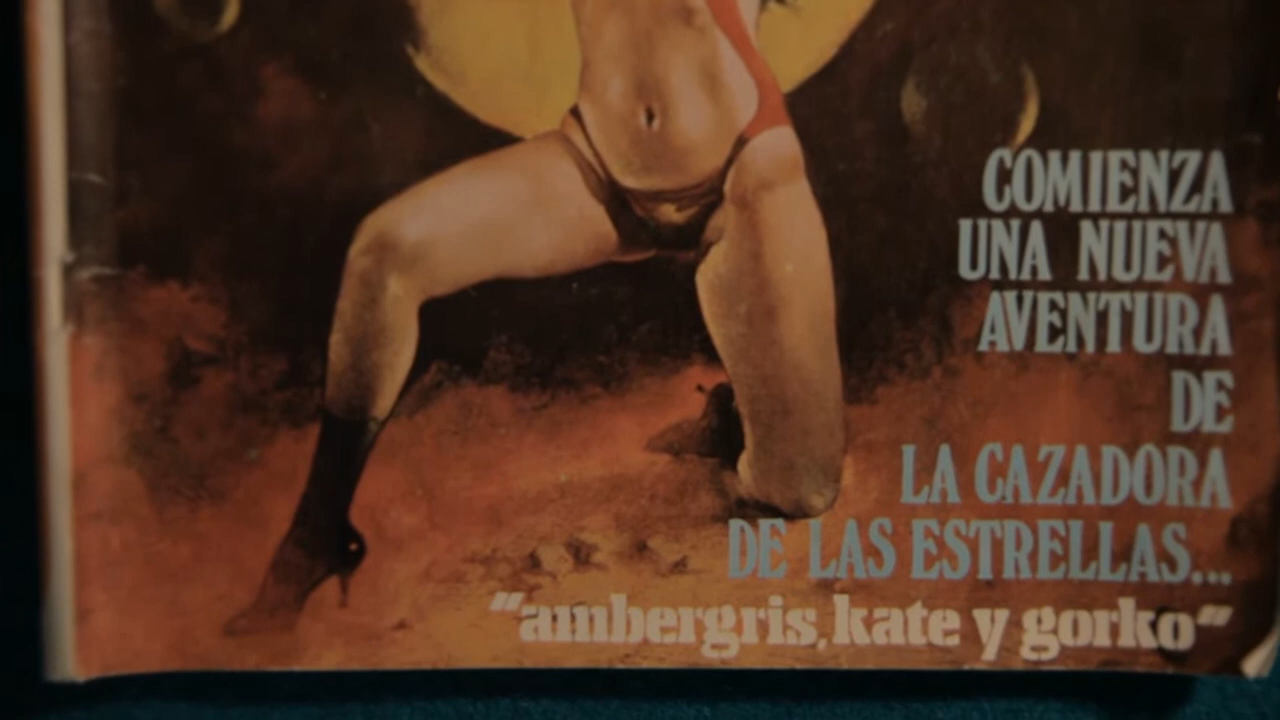 COMIENZA
UNA NUEVA
AVENTURA
DE
LA CAZADORA
DE LAS ESTRELLAS...
"ambergris, kate y gorko"